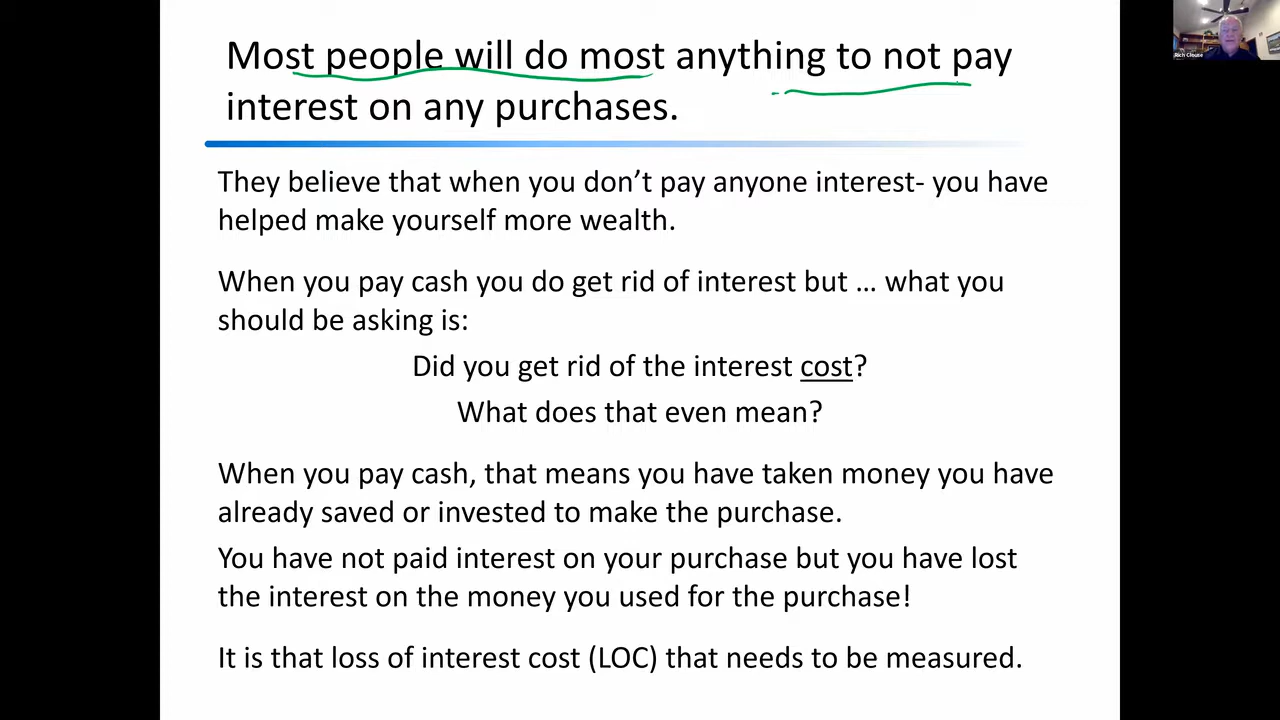 Most people will do most anything to not pay
interest on any purchases.
They believe that when you don’t pay anyone interest- you have
helped make yourself more wealth.
When you pay cash you do get rid of interest but … what you
should be asking is:
Did you get rid of the interest cost?
What does that even mean?
When you pay cash, that means you have taken money you have
already saved or invested to make the purchase.
You have not paid interest on your purchase but you have lost
the interest on the money you used for the purchase!
It is that loss of interest cost (LOC) that needs to be measured.
Rich Clouse